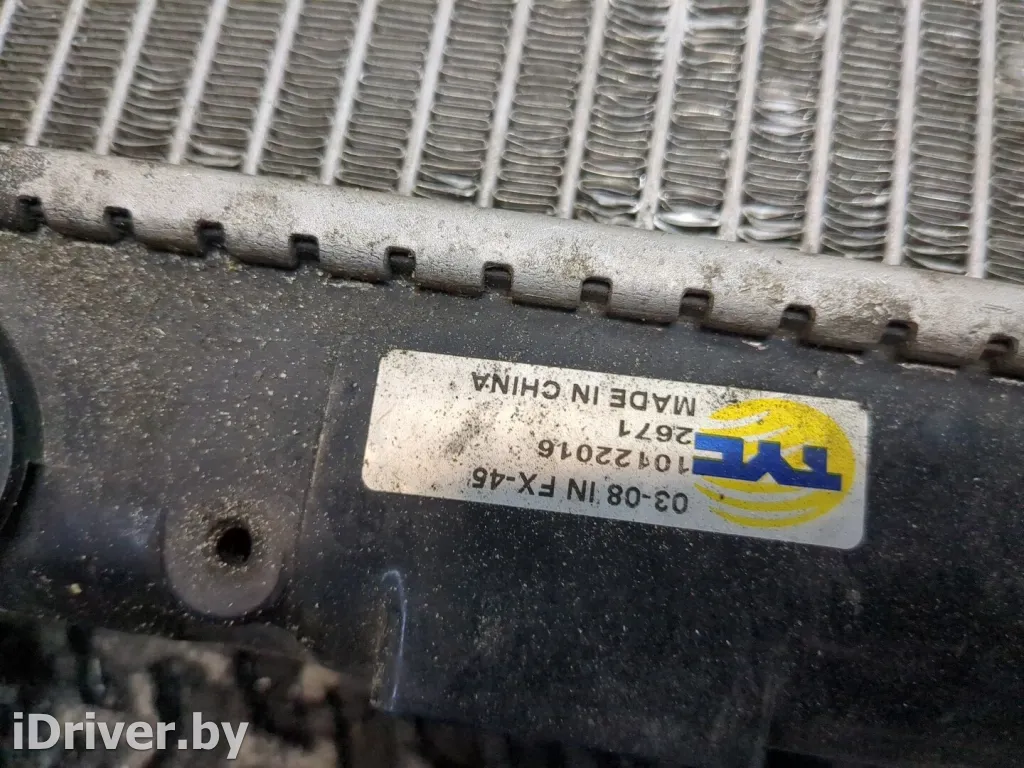 TYC
03-08 IN FX-45
10122016
2671
MADE IN CHINA
iDriver.by